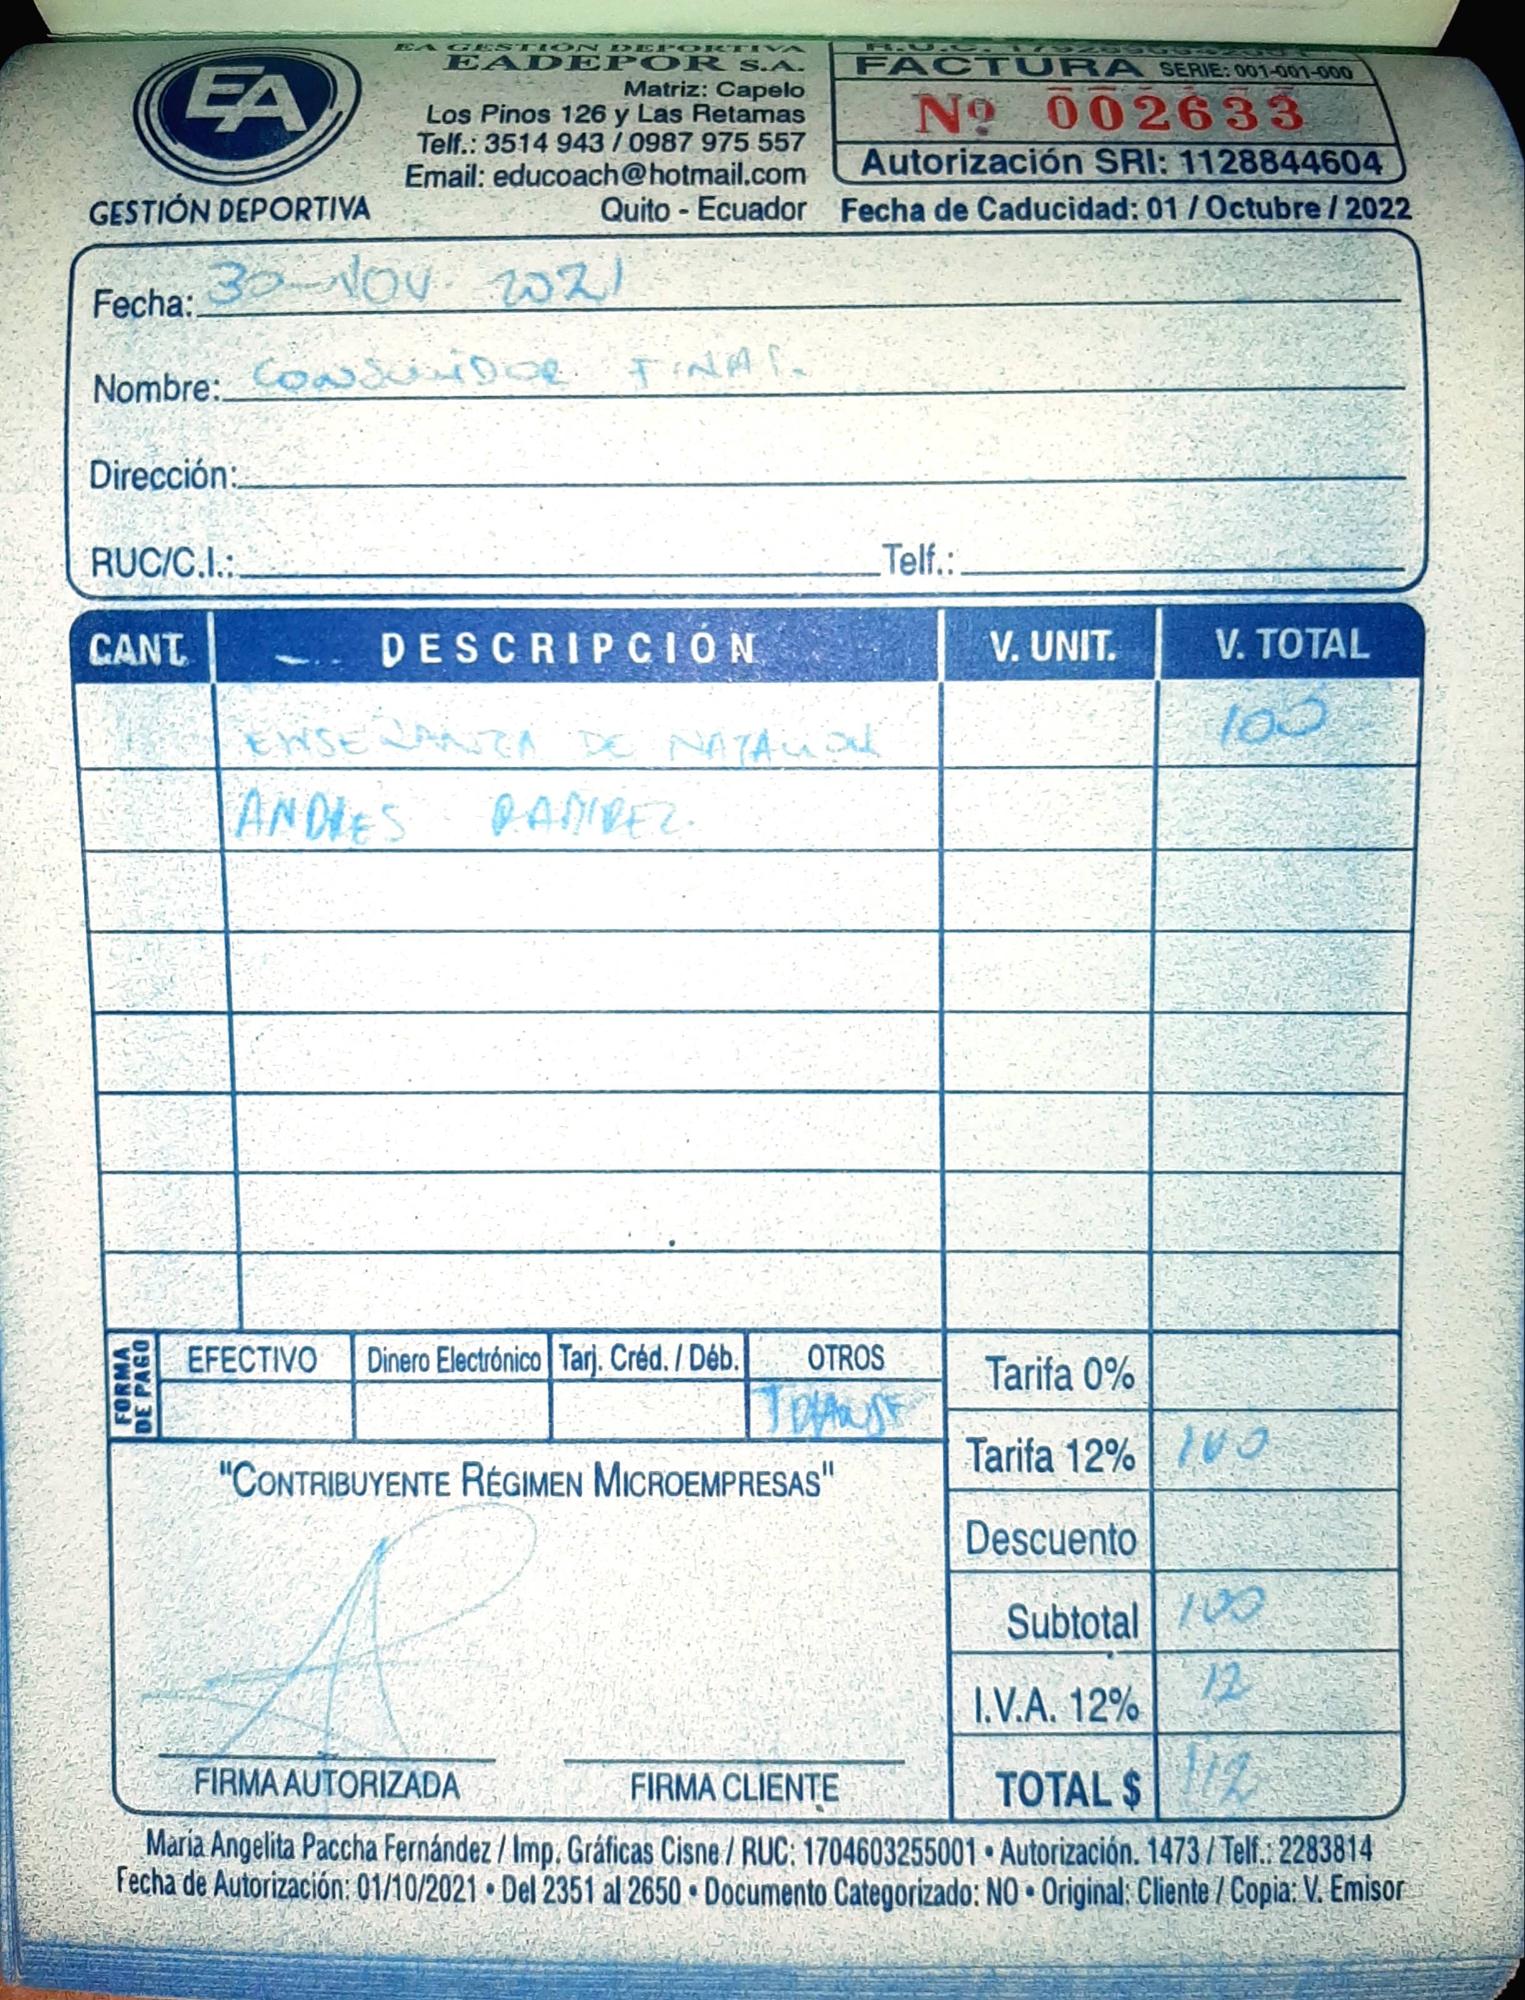 EA GESTIÓN DEPORTIVA
EADEPOR S.A.
Matriz: Capelo
Los Pinos 126 y Las Retamas
Telf.: 3514 943 / 0987 975 557
Email: educoach@hotmail.com
Quito - Ecuador
EA
GESTIÓN DEPORTIVA
R.U.C.
FACTURA SERIE: 001-001-000
Nº 002633
Autorización SRI: 1128844604
Fecha de Caducidad: 01 / Octubre / 2022
Fecha: 30-NOV. 2021
Nombre: CONSUMIDOR FINAL.
Dirección:
RUC/C.I.: Telf.:
CANT. DESCRIPCIÓN V. UNIT. V. TOTAL
ENSEÑANZA DE NATACION 100
ANDRES RAMIREZ.
FORMA DE PAGO
EFECTIVO Dinero Electrónico Tarj. Créd. / Déb. OTROS
TRANSF
Tarifa 0%
Tarifa 12% 100
Descuento
Subtotal 100
I.V.A. 12% 12
TOTAL $ 112
"CONTRIBUYENTE RÉGIMEN MICROEMPRESAS"
FIRMA AUTORIZADA FIRMA CLIENTE
María Angelita Paccha Fernández / Imp. Gráficas Cisne / RUC: 1704603255001 • Autorización. 1473 / Telf.: 2283814
Fecha de Autorización: 01/10/2021 • Del 2351 al 2650 • Documento Categorizado: NO • Original: Cliente / Copia: V. Emisor